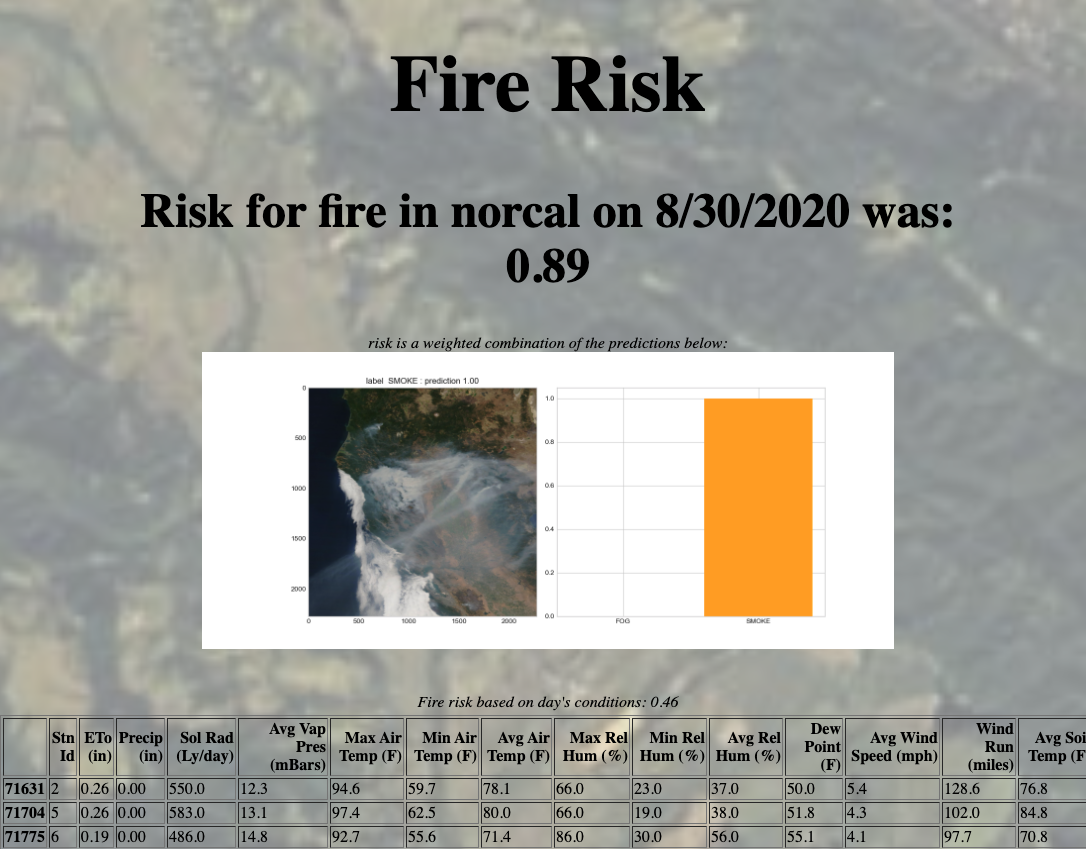 Fire Risk
Risk for fire in norcal on 8/30/2020 was:
0.89
risk is a weighted combination of the predictions below:
label SMOKE : prediction 1.00
0
500
1000
1500
2000
0 500 1000 1500 2000
1.0
0.8
0.6
0.4
0.2
0.0
FOG SMOKE
Fire risk based on day's conditions: 0.46
Stn Id ETo (in) Precip (in) Sol Rad (Ly/day) Avg Vap Pres (mBars) Max Air Temp (F) Min Air Temp (F) Avg Air Temp (F) Max Rel Hum (%) Min Rel Hum (%) Avg Rel Hum (%) Dew Point (F) Avg Wind Speed (mph) Wind Run (miles) Avg Soi Temp (F
71631 2 0.26 0.00 550.0 12.3 94.6 59.7 78.1 66.0 23.0 37.0 50.0 5.4 128.6 76.8
71704 5 0.26 0.00 583.0 13.1 97.4 62.5 80.0 66.0 19.0 38.0 51.8 4.3 102.0 84.8
71775 6 0.19 0.00 486.0 14.8 92.7 55.6 71.4 86.0 30.0 56.0 55.1 4.1 97.7 70.8